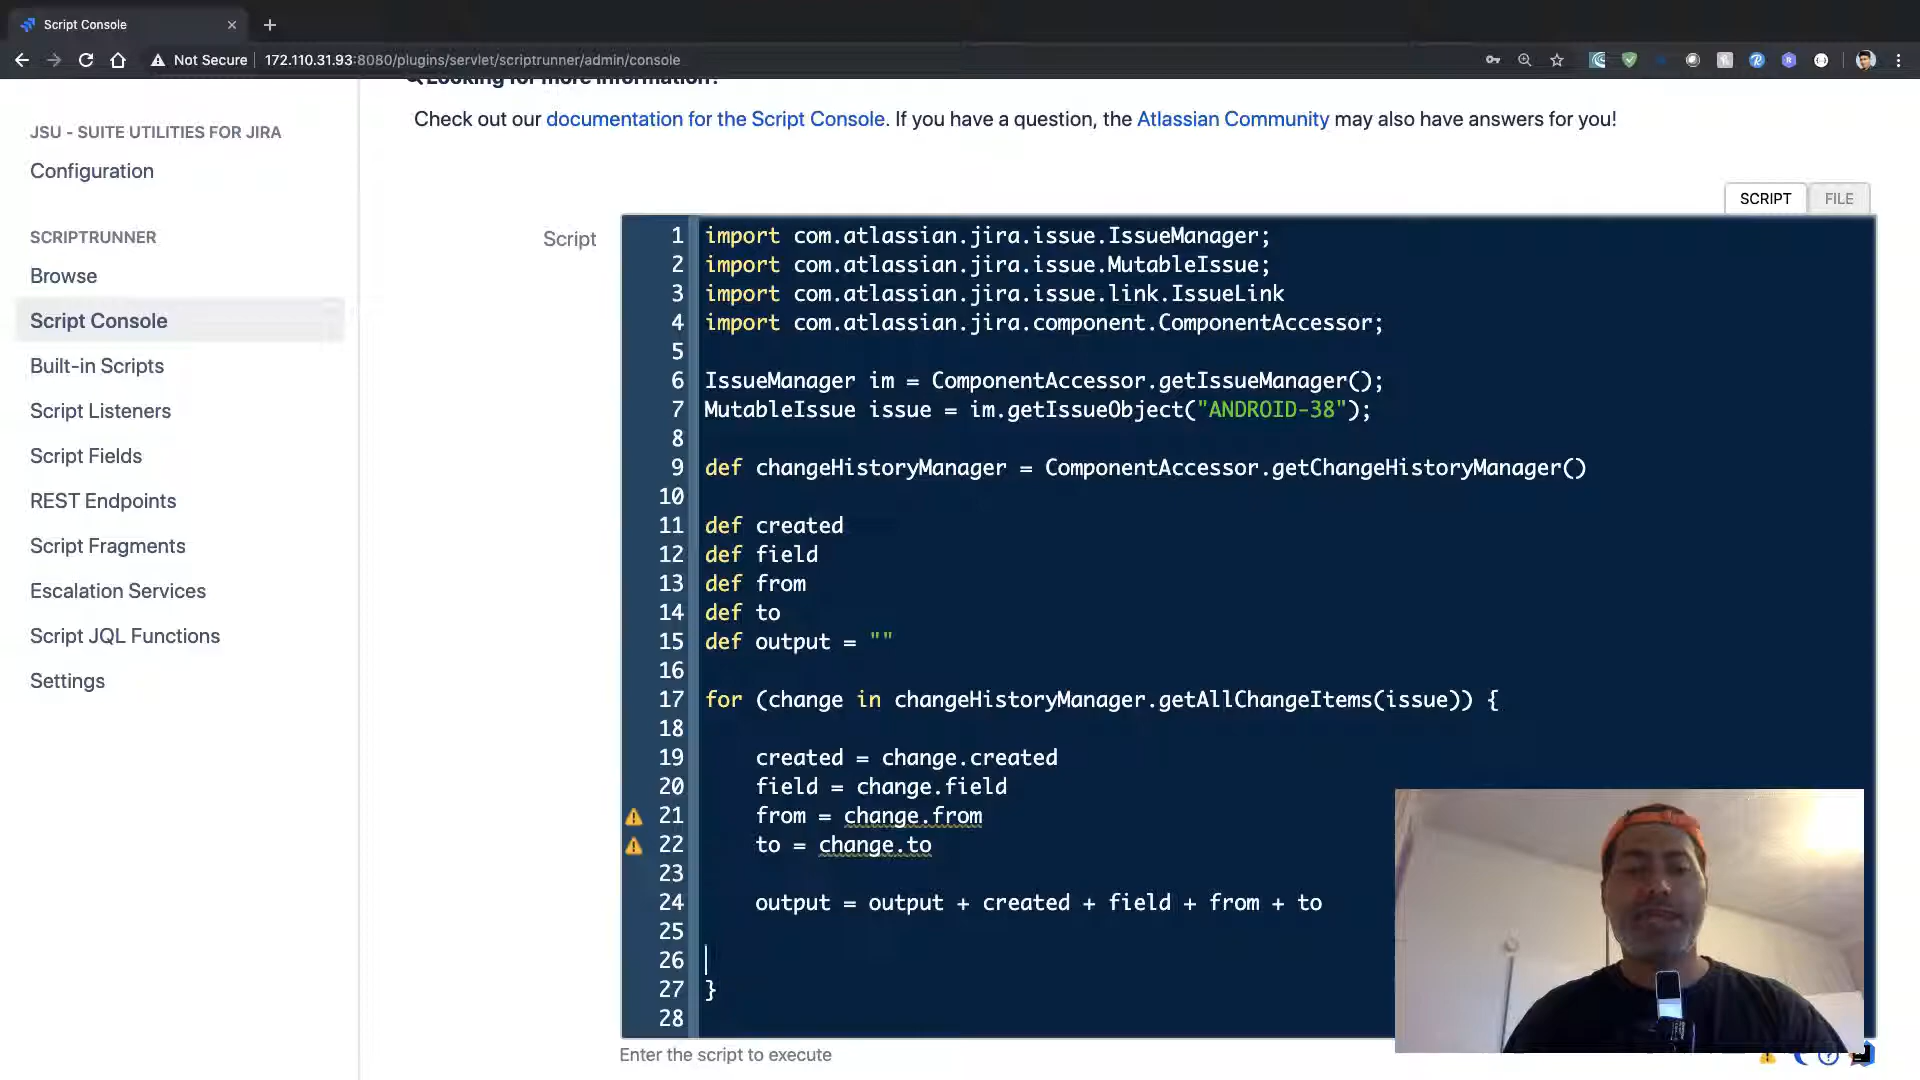 Script Console
Not Secure
172.110.31.93:8080/plugins/servlet/scriptrunner/admin/console
Looking for more information?
Check out our documentation for the Script Console. If you have a question, the Atlassian Community may also have answers for you!
JSU - SUITE UTILITIES FOR JIRA
Configuration
SCRIPTRUNNER
Browse
Script Console
Built-in Scripts
Script Listeners
Script Fields
REST Endpoints
Script Fragments
Escalation Services
Script JQL Functions
Settings
SCRIPT FILE
Script
1 import com.atlassian.jira.issue.IssueManager;
2 import com.atlassian.jira.issue.MutableIssue;
3 import com.atlassian.jira.issue.link.IssueLink
4 import com.atlassian.jira.component.ComponentAccessor;
5
6 IssueManager im = ComponentAccessor.getIssueManager();
7 MutableIssue issue = im.getIssueObject("ANDROID-38");
8
9 def changeHistoryManager = ComponentAccessor.getChangeHistoryManager()
10
11 def created
12 def field
13 def from
14 def to
15 def output = ""
16
17 for (change in changeHistoryManager.getAllChangeItems(issue)) {
18
19 created = change.created
20 field = change.field
21 from = change.from
22 to = change.to
23
24 output = output + created + field + from + to
25
26
27 }
28
Enter the script to execute